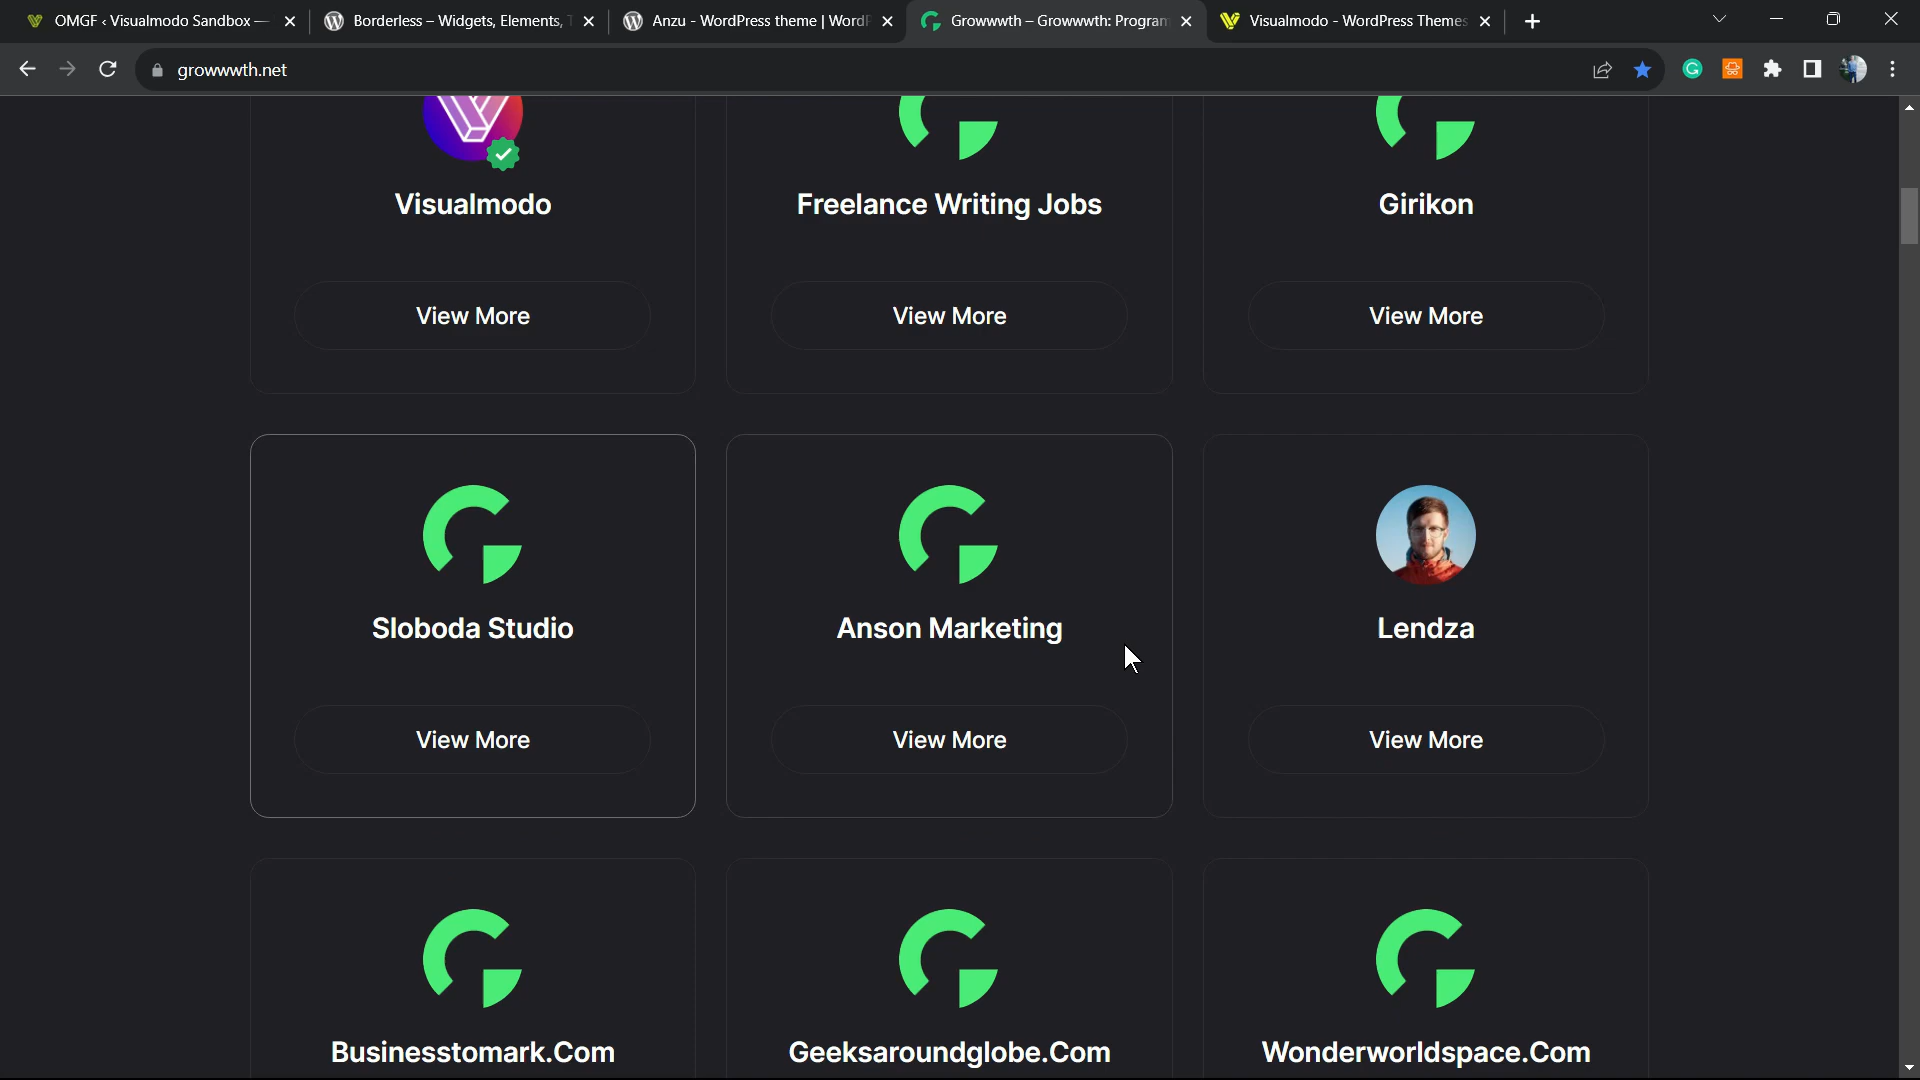 OMGF ‹ Visualmodo Sandbox —
Borderless – Widgets, Elements,
Anzu - WordPress theme | Word
Growwwth – Growwwth: Program
Visualmodo - WordPress Themes
growwwth.net
Visualmodo
Freelance Writing Jobs
Girikon
View More
View More
View More
Sloboda Studio
Anson Marketing
Lendza
View More
View More
View More
Businesstomark.Com
Geeksaroundglobe.Com
Wonderworldspace.Com